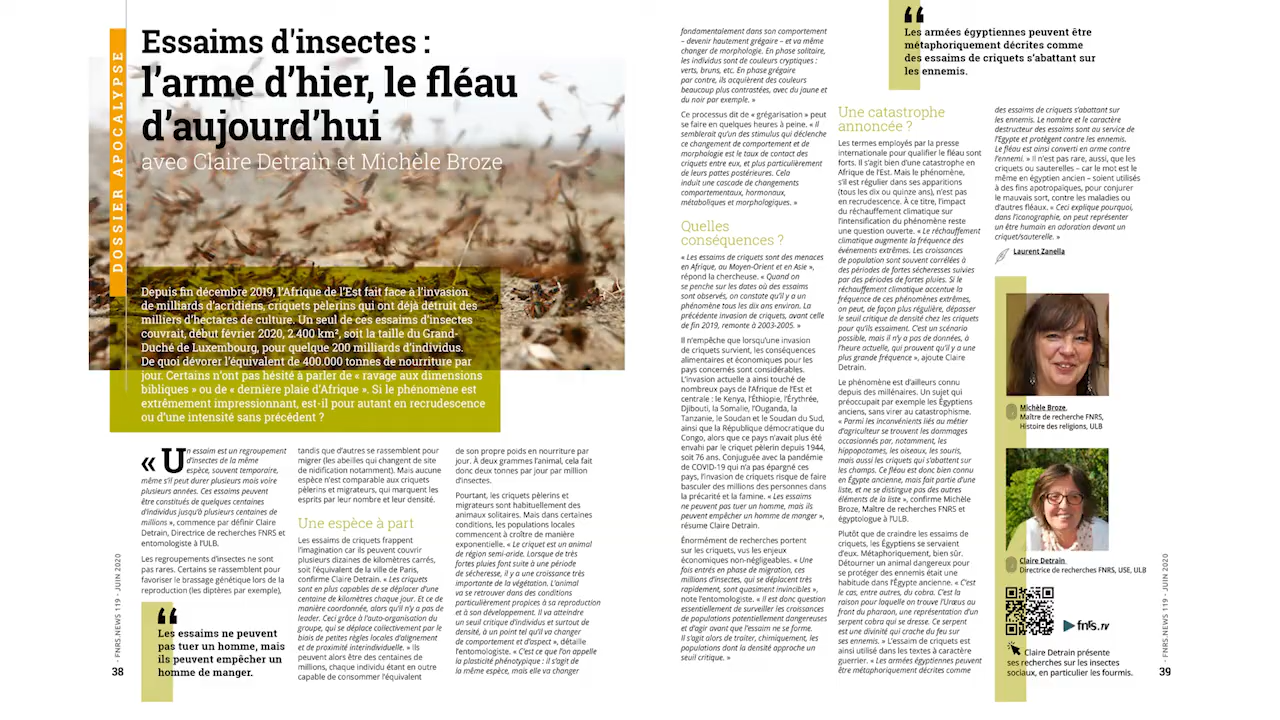 DOSSIER APOCALYPSE
Essaims d'insectes :
l’arme d’hier, le fléau
d’aujourd’hui
avec Claire Detrain et Michèle Broze
Depuis fin décembre 2019, l’Afrique de l’Est fait face à l’invasion
de milliards d’acridiens, criquets pèlerins qui ont déjà détruit des
milliers d’hectares de culture. Un seul de ces essaims d’insectes
couvrait, début février 2020, 2.400 km², soit la taille du Grand-
Duché de Luxembourg, pour quelque 200 milliards d’individus.
De quoi dévorer l’équivalent de 400.000 tonnes de nourriture par
jour. Certains n’ont pas hésité à parler de « ravage aux dimensions
bibliques » ou de « dernière plaie d’Afrique ». Si le phénomène est
extrêmement impressionnant, est-il pour autant en recrudescence
ou d’une intensité sans précédent ?
« Un essaim est un regroupement
d’insectes de la même
espèce, souvent temporaire,
même s’il peut durer plusieurs mois voire
plusieurs années. Ces essaims peuvent
être constitués de quelques centaines
d’individus jusqu’à plusieurs centaines de
millions », commence par définir Claire
Detrain, Directrice de recherches FNRS et
entomologiste à l’ULB.
Les regroupements d’insectes ne sont
pas rares. Certains se rassemblent pour
favoriser le brassage génétique lors de la
reproduction (les diptères par exemple),
“
Les essaims ne peuvent
pas tuer un homme, mais
ils peuvent empêcher un
homme de manger.
tandis que d’autres se rassemblent pour
migrer (les abeilles qui changent de site
de nidification notamment). Mais aucune
espèce n’est comparable aux criquets
pèlerins et migrateurs, qui marquent les
esprits par leur nombre et leur densité.
Une espèce à part
Les essaims de criquets frappent
l’imagination car ils peuvent couvrir
plusieurs dizaines de kilomètres carrés,
soit l’équivalent de la ville de Paris,
confirme Claire Detrain. « Les criquets
sont en plus capables de se déplacer d’une
centaine de kilomètres chaque jour. Et ce de
manière coordonnée, alors qu’il n’y a pas de
leader. Ceci grâce à l’auto-organisation du
groupe, qui se déplace collectivement par le
biais de petites règles locales d’alignement
et de proximité interindividuelle. » Ils
peuvent alors être des centaines de
millions, chaque individu étant en outre
capable de consommer l’équivalent
de son propre poids en nourriture par
jour. À deux grammes l’animal, cela fait
donc deux tonnes par jour par million
d’insectes.
Pourtant, les criquets pèlerins et
migrateurs sont habituellement des
animaux solitaires. Mais dans certaines
conditions, les populations locales
commencent à croître de manière
exponentielle. « Le criquet est un animal
de région semi-aride. Lorsque de très
fortes pluies font suite à une période
de sécheresse, il y a une croissance très
importante de la végétation. L’animal
va se retrouver dans des conditions
particulièrement propices à sa reproduction
et à son développement. Il va atteindre
un seuil critique d’individus et surtout de
densité, à un point tel qu’il va changer
de comportement et d’aspect », détaille
l’entomologiste. « C’est ce que l’on appelle
la plasticité phénotypique : il s’agit de
la même espèce, mais elle va changer
38 - FNRS.NEWS 119 - JUIN 2020
fondamentalement dans son comportement
– devenir hautement grégaire – et va même
changer de morphologie. En phase solitaire,
les individus sont de couleurs cryptiques :
verts, bruns, etc. En phase grégaire
par contre, ils acquièrent des couleurs
beaucoup plus contrastées, avec du jaune et
du noir par exemple. »
Ce processus dit de « grégarisation » peut
se faire en quelques heures à peine. « Il
semblerait qu’un des stimulus qui déclenche
ce changement de comportement et de
morphologie est le taux de contact des
criquets entre eux, et plus particulièrement
de leurs pattes postérieures. Cela
induit une cascade de changements
comportementaux, hormonaux,
métaboliques et morphologiques. »
Quelles
conséquences ?
« Les essaims de criquets sont des menaces
en Afrique, au Moyen-Orient et en Asie »,
répond la chercheuse. « Quand on
se penche sur les dates où des essaims
sont observés, on constate qu’il y a un
phénomène tous les dix ans environ. La
précédente invasion de criquets, avant celle
de fin 2019, remonte à 2003-2005. »
Il n’empêche que lorsqu’une invasion
de criquets survient, les conséquences
alimentaires et économiques pour les
pays concernés sont considérables.
L’invasion actuelle a ainsi touché de
nombreux pays de l’Afrique de l’Est et
centrale : le Kenya, l’Éthiopie, l’Érythrée,
Djibouti, la Somalie, l’Ouganda, la
Tanzanie, le Soudan et le Soudan du Sud,
ainsi que la République démocratique du
Congo, alors que ce pays n’avait plus été
envahi par le criquet pèlerin depuis 1944,
soit 76 ans. Conjuguée avec la pandémie
de COVID-19 qui n’a pas épargné ces
pays, l’invasion de criquets risque de faire
basculer des millions des personnes dans
la précarité et la famine. « Les essaims
ne peuvent pas tuer un homme, mais ils
peuvent empêcher un homme de manger »,
résume Claire Detrain.
Énormément de recherches portent
sur les criquets, vus les enjeux
économiques non-négligeables. « Une
fois entrés en phase de migration, ces
millions d’insectes, qui se déplacent très
rapidement, sont quasiment invincibles »,
note l’entomologiste. « Il est donc question
essentiellement de surveiller les croissances
de populations potentiellement dangereuses
et d’agir avant que l’essaim ne se forme.
Il s’agit alors de traiter, chimiquement, les
populations dont la densité approche un
seuil critique. »
“
Les armées égyptiennes peuvent être
métaphoriquement décrites comme
des essaims de criquets s’abattant sur
les ennemis.
Une catastrophe
annoncée ?
Les termes employés par la presse
internationale pour qualifier le fléau sont
forts. Il s’agit bien d’une catastrophe en
Afrique de l’Est. Mais le phénomène,
s’il est régulier dans ses apparitions
(tous les dix ou quinze ans), n’est pas
en recrudescence. À ce titre, l’impact
du réchauffement climatique sur
l’intensification du phénomène reste
une question ouverte. « Le réchauffement
climatique augmente la fréquence des
événements extrêmes. Les croissances
de population sont souvent corrélées à
des périodes de fortes sécheresses suivies
par des périodes de fortes pluies. Si le
réchauffement climatique accentue la
fréquence de ces phénomènes extrêmes,
on peut, de façon plus régulière, dépasser
le seuil critique de densité chez les criquets
pour qu’ils essaiment. C’est un scénario
possible, mais il n’y a pas de données, à
l’heure actuelle, qui prouvent qu’il y a une
plus grande fréquence », ajoute Claire
Detrain.
Le phénomène est d’ailleurs connu
depuis des millénaires. Un sujet qui
préoccupait par exemple les Égyptiens
anciens, sans virer au catastrophisme.
« Parmi les inconvénients liés au métier
d’agriculteur se trouvent les dommages
occasionnés par, notamment, les
hippopotames, les oiseaux, les souris,
mais aussi les criquets qui s’abattent sur
les champs. Ce fléau est donc bien connu
en Égypte ancienne, mais fait partie d’une
liste, et ne se distingue pas des autres
éléments de la liste », confirme Michèle
Broze, Maître de recherches FNRS et
égyptologue à l’ULB.
Plutôt que de craindre les essaims de
criquets, les Égyptiens se servaient
d’eux. Métaphoriquement, bien sûr.
Détourner un animal dangereux pour
se protéger des ennemis était une
habitude dans l’Égypte ancienne. « C’est
le cas, entre autres, du cobra. C’est la
raison pour laquelle on trouve l’Uræus au
front du pharaon, une représentation d’un
serpent cobra qui se dresse. Ce serpent
est une divinité qui crache du feu sur
ses ennemis. » L’essaim de criquets est
ainsi utilisé dans les textes à caractère
guerrier. « Les armées égyptiennes peuvent
être métaphoriquement décrites comme
des essaims de criquets s’abattant sur
les ennemis. Le nombre et le caractère
destructeur des essaims sont au service de
l’Egypte et protègent contre les ennemis.
Le fléau est ainsi converti en arme contre
l’ennemi. » Il n’est pas rare, aussi, que les
criquets ou sauterelles – car le mot est le
même en égyptien ancien – soient utilisés
à des fins apotropaïques, pour conjurer
le mauvais sort, contre les maladies ou
d’autres fléaux. « Ceci explique pourquoi,
dans l’iconographie, on peut représenter
un être humain en adoration devant un
criquet/sauterelle. »
Laurent Zanella
Michèle Broze,
Maître de recherches FNRS,
Histoire des religions, ULB
Claire Detrain
Directrice de recherches FNRS, USE, ULB
fnrs.tv
Claire Detrain présente
ses recherches sur les insectes
sociaux, en particulier les fourmis.
- FNRS.NEWS 119 - JUIN 2020
39